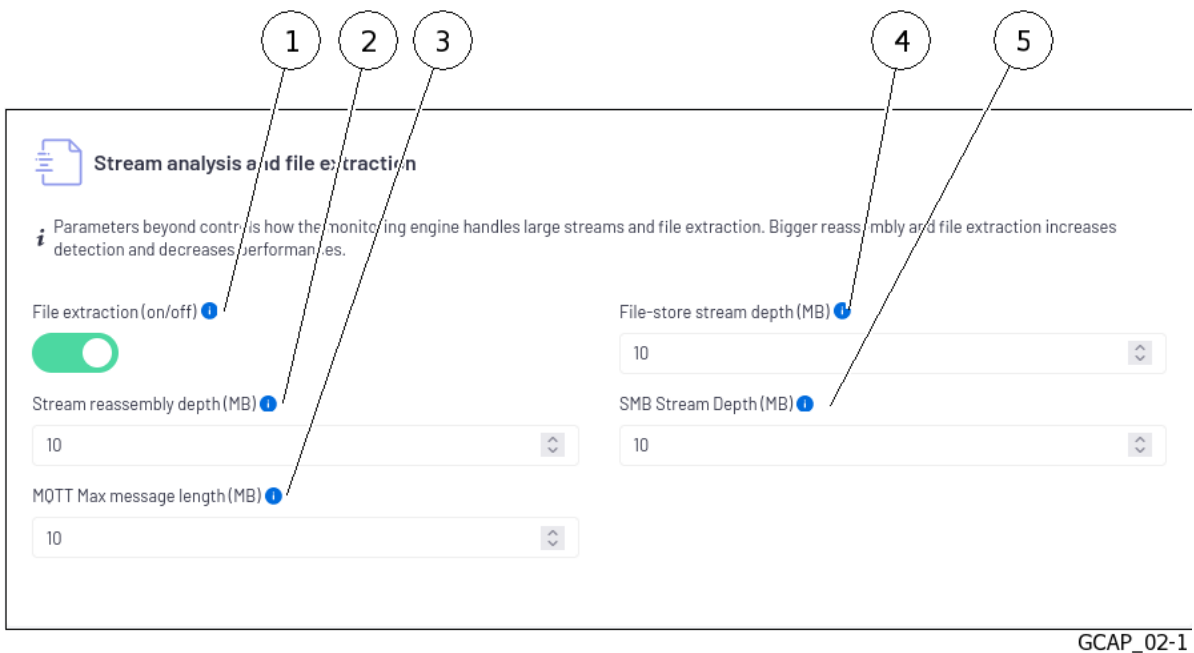 1 2 3 4 5
Stream analysis and file extraction
i Parameters beyond controls how the monitoring engine handles large streams and file extraction. Bigger reassembly and file extraction increases
detection and decreases performances.
File extraction (on/off) i
File-store stream depth (MB) i
10
Stream reassembly depth (MB) i
SMB Stream Depth (MB) i
10
10
MQTT Max message length (MB) i
10
GCAP_02-1